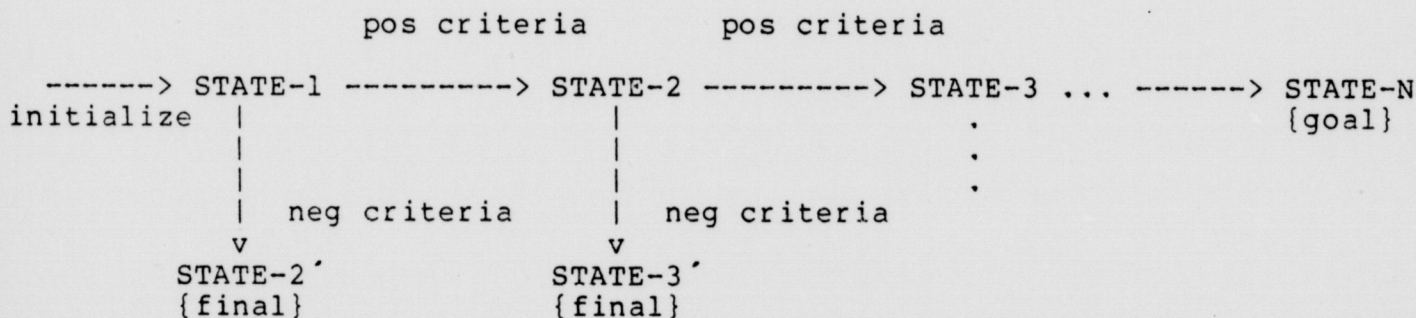 pos criteria pos criteria
------> STATE-1 ---------> STATE-2 ---------> STATE-3 ... ------> STATE-N
initialize | | . {goal}
| | .
| | .
| neg criteria | neg criteria
v v
STATE-2´ STATE-3´
{final} {final}